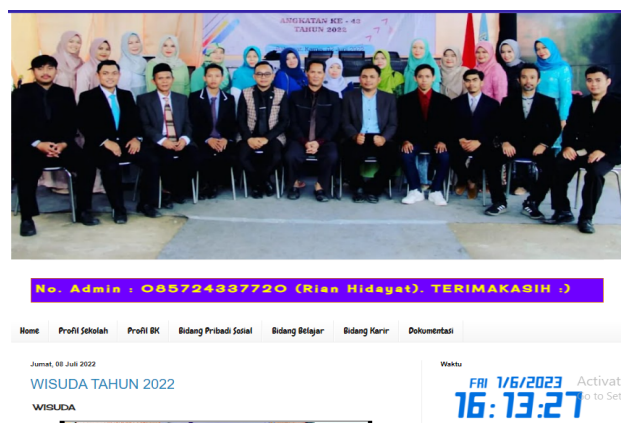 ANGKATAN KE - 43
TAHUN 2022
No. Admin : 085724337720 (Rian Hidayat). TERIMAKASIH :)
Home Profil Sekolah Profil BK Bidang Pribadi Sosial Bidang Belajar Bidang Karir Dokumentasi
Jumat, 08 Juli 2022
WISUDA TAHUN 2022
WISUDA
Waktu
FRI 1/6/2023
16:13:27
Activat
Go to Set